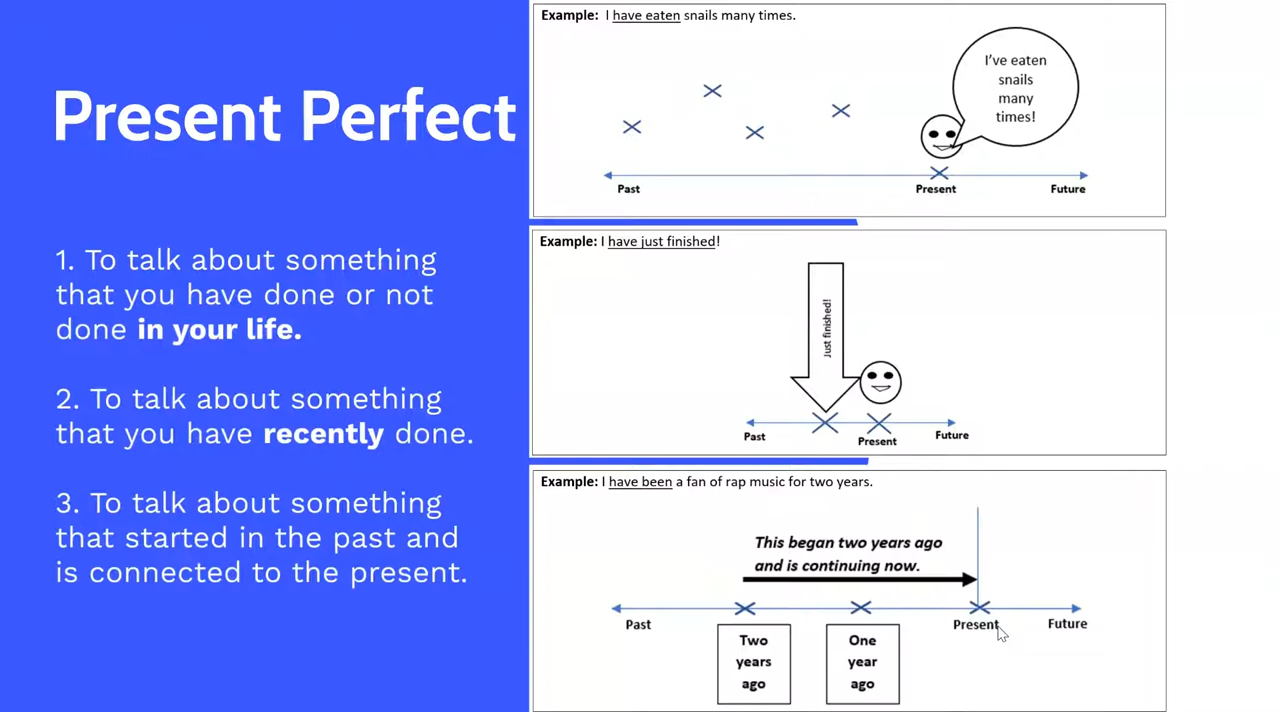 Present Perfect
1. To talk about something
that you have done or not
done in your life.
2. To talk about something
that you have recently done.
3. To talk about something
that started in the past and
is connected to the present.
Example: I have eaten snails many times.
I've eaten
snails
many
times!
Past
Present
Future
Example: I have just finished!
Just finished!
Past
Present
Future
Example: I have been a fan of rap music for two years.
This began two years ago
and is continuing now.
Past
Present
Future
Two
years
ago
One
year
ago